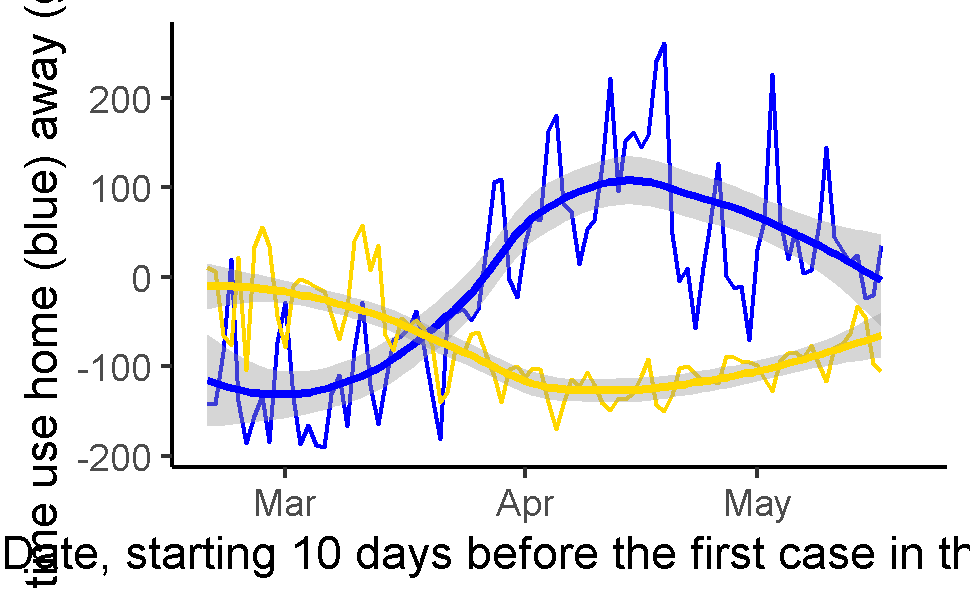 time use home (blue) away (
200
100
0
-100
-200
Mar Apr May
Date, starting 10 days before the first case in th